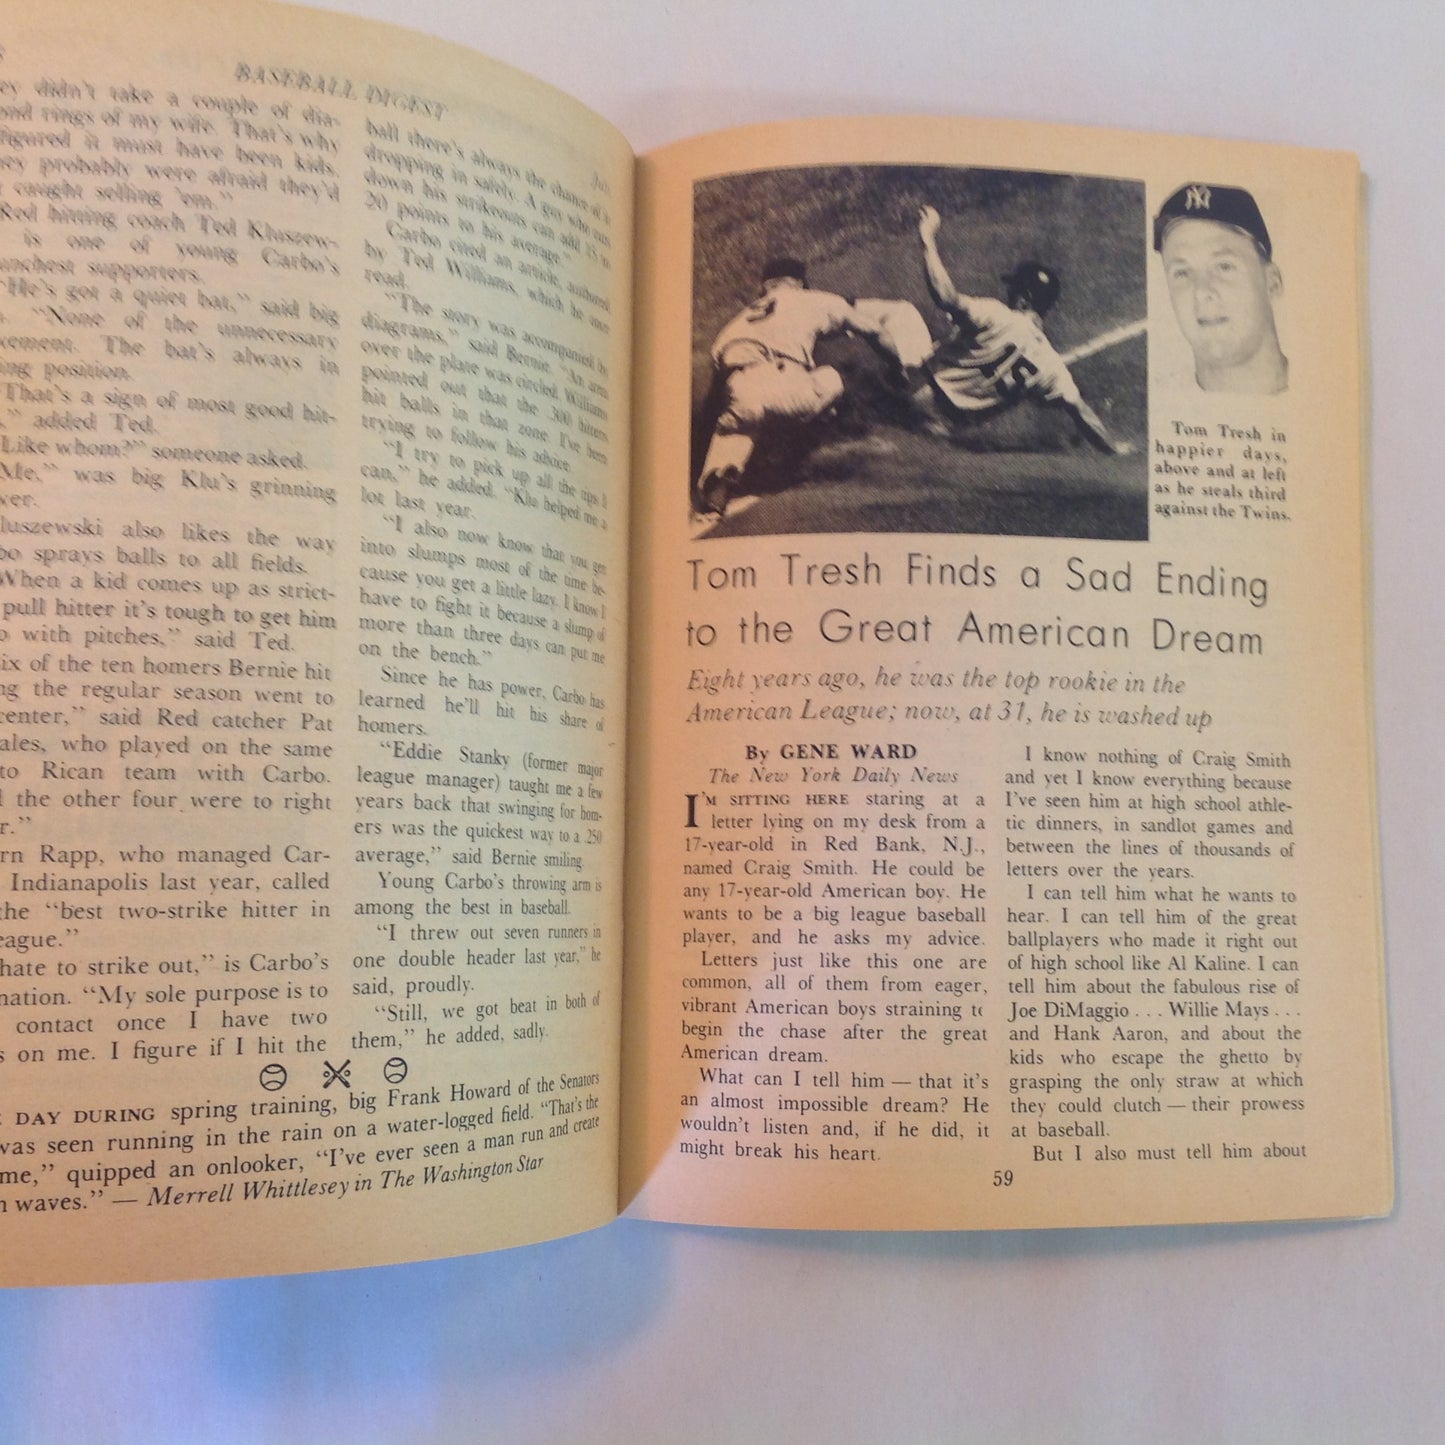 BASEBALL DIGEST
ey didn't take a couple of dia-
ond rings of my wife. That's why
figured it must have been kids.
hey probably were afraid they'd
caught selling 'em."
Red hitting coach Ted Kluszew-
is one of young Carbo's
unchest supporters.
"He's got a quiet bat," said big
"None of the unnecessary
vement. The bat's always in
ing position.
"That's a sign of most good hit-
," added Ted.
"Like whom?" someone asked.
"Me," was big Klu's grinning
wer.
luszewski also likes the way
bo sprays balls to all fields.
"When a kid comes up as strict-
pull hitter it's tough to get him
o with pitches," said Ted.
ix of the ten homers Bernie hit
ng the regular season went to
center," said Red catcher Pat
ales, who played on the same
to Rican team with Carbo.
d the other four were to right
r."
ern Rapp, who managed Car-
Indianapolis last year, called
the "best two-strike hitter in
eague."
hate to strike out," is Carbo's
nation. "My sole purpose is to
contact once I have two
s on me. I figure if I hit the
ball there's always the chance of it
dropping in safely. A guy who cuts
down his strikeouts can add 15 to
20 points to his average."
Carbo cited an article, authored
by Ted Williams, which he once
read.
"The story was accompanied by
diagrams," said Bernie. "An area
over the plate was circled. Williams
pointed out that the .300 hitters
hit balls in that zone. I've been
trying to follow his advice.
"I try to pick up all the tips I
can," he added. "Klu helped me a
lot last year.
"I also now know that you get
into slumps most of the time be-
cause you get a little lazy. I know I
have to fight it because a slump of
more than three days can put me
on the bench."
Since he has power, Carbo has
learned he'll hit his share of
homers.
"Eddie Stanky (former major
league manager) taught me a few
years back that swinging for hom-
ers was the quickest way to a .250
average," said Bernie smiling.
Young Carbo's throwing arm is
among the best in baseball.
"I threw out seven runners in
one double header last year," he
said, proudly.
"Still, we got beat in both of
them," he added, sadly.
DAY DURING spring training, big Frank Howard of the Senators
was seen running in the rain on a water-logged field. "That's the
me," quipped an onlooker, "I've ever seen a man run and create
n waves." — Merrell Whittlesey in The Washington Star
NY
Tom Tresh in
happier days,
above and at left
as he steals third
against the Twins.
Tom Tresh Finds a Sad Ending
to the Great American Dream
Eight years ago, he was the top rookie in the
American League; now, at 31, he is washed up
By GENE WARD
The New York Daily News
I'M SITTING HERE staring at a
letter lying on my desk from a
17-year-old in Red Bank, N.J.,
named Craig Smith. He could be
any 17-year-old American boy. He
wants to be a big league baseball
player, and he asks my advice.
Letters just like this one are
common, all of them from eager,
vibrant American boys straining to
begin the chase after the great
American dream.
What can I tell him — that it's
an almost impossible dream? He
wouldn't listen and, if he did, it
might break his heart.
I know nothing of Craig Smith
and yet I know everything because
I've seen him at high school athle-
tic dinners, in sandlot games and
between the lines of thousands of
letters over the years.
I can tell him what he wants to
hear. I can tell him of the great
ballplayers who made it right out
of high school like Al Kaline. I can
tell him about the fabulous rise of
Joe DiMaggio . . . Willie Mays . . .
and Hank Aaron, and about the
kids who escape the ghetto by
grasping the only straw at which
they could clutch — their prowess
at baseball.
But I also must tell him about
59